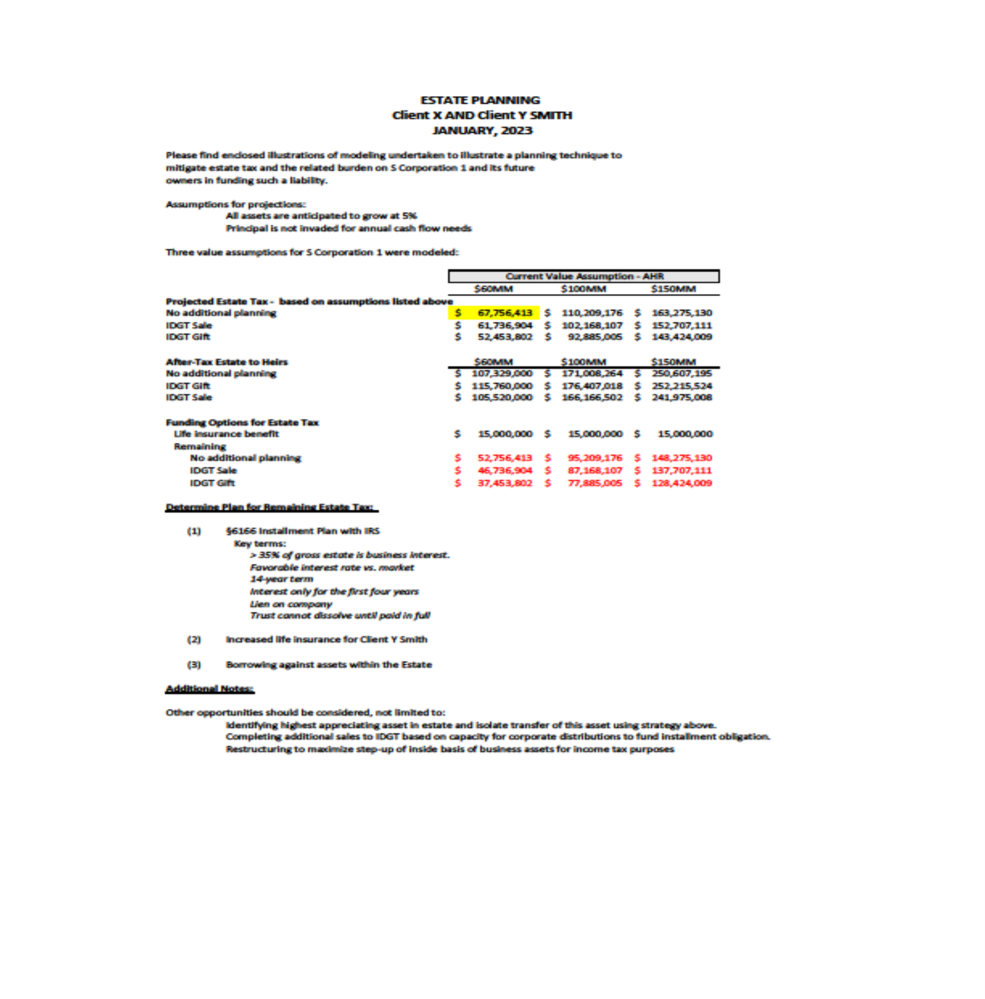 ESTATE PLANNING
Client X AND Client Y SMITH
JANUARY, 2023
Please find enclosed illustrations of modeling undertaken to illustrate a planning technique to
mitigate estate tax and the related burden on S Corporation 1 and its future
owners in funding such a liability.
Assumptions for projections:
All assets are anticipated to grow at 5%
Principal is not invaded for annual cash flow needs
Three value assumptions for S Corporation 1 were modeled:
Current Value Assumption - AHR
$60MM $100MM $150MM
Projected Estate Tax - based on assumptions listed above
No additional planning $ 67,756,413 $ 110,209,176 $ 163,275,130
IDGT Sale $ 61,736,904 $ 102,168,107 $ 152,707,111
IDGT Gift $ 52,453,802 $ 92,885,005 $ 143,424,009
After-Tax Estate to Heirs $60MM $100MM $150MM
No additional planning $ 107,329,000 $ 171,008,264 $ 250,607,195
IDGT Gift $ 115,760,000 $ 176,407,018 $ 252,215,524
IDGT Sale $ 105,520,000 $ 166,166,502 $ 241,975,008
Funding Options for Estate Tax
Life insurance benefit $ 15,000,000 $ 15,000,000 $ 15,000,000
Remaining
No additional planning $ 52,756,413 $ 95,209,176 $ 148,275,130
IDGT Sale $ 46,736,904 $ 87,168,107 $ 137,707,111
IDGT Gift $ 37,453,802 $ 77,885,005 $ 128,424,009
Determine Plan for Remaining Estate Tax:
(1) §6166 Installment Plan with IRS
Key terms:
> 35% of gross estate is business interest.
Favorable interest rate vs. market
14-year term
Interest only for the first four years
Lien on company
Trust cannot dissolve until paid in full
(2) Increased life insurance for Client Y Smith
(3) Borrowing against assets within the Estate
Additional Notes:
Other opportunities should be considered, not limited to:
Identifying highest appreciating asset in estate and isolate transfer of this asset using strategy above.
Completing additional sales to IDGT based on capacity for corporate distributions to fund installment obligation.
Restructuring to maximize step-up of inside basis of business assets for income tax purposes